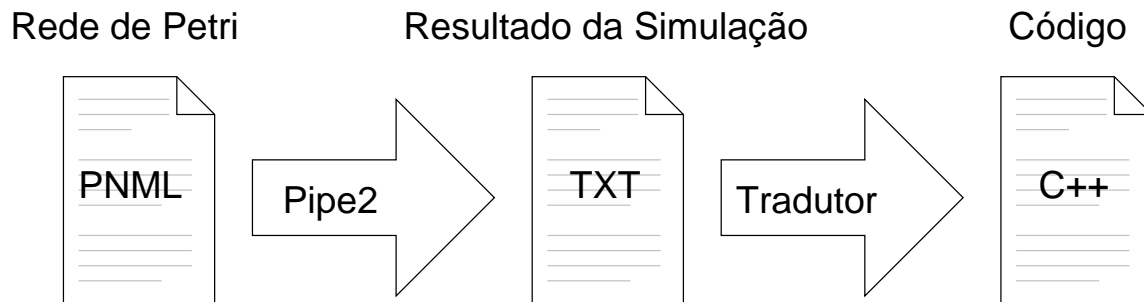 Rede de Petri
Resultado da Simulação
Código
PNML
Pipe2
TXT
Tradutor
C++